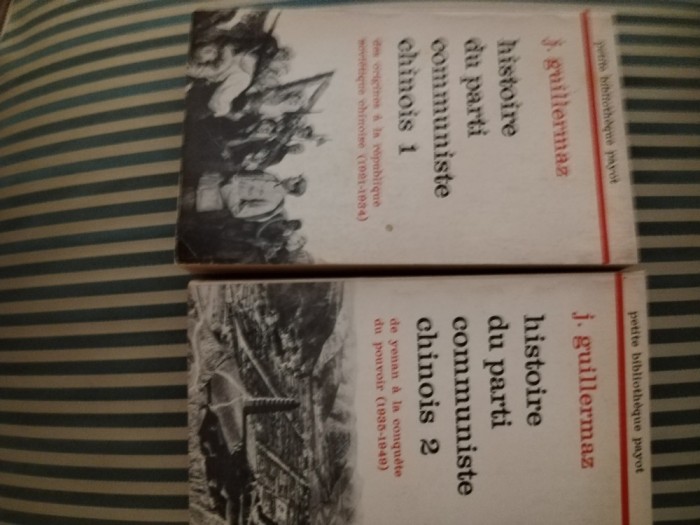 petite bibliothèque payot
j. guillermaz
histoire
du parti
communiste
chinois 1
des origines à la république
soviétique chinoise (1921-1934)
petite bibliothèque payot
j. guillermaz
histoire
du parti
communiste
chinois 2
de yenan à la conquête
du pouvoir (1935-1949)